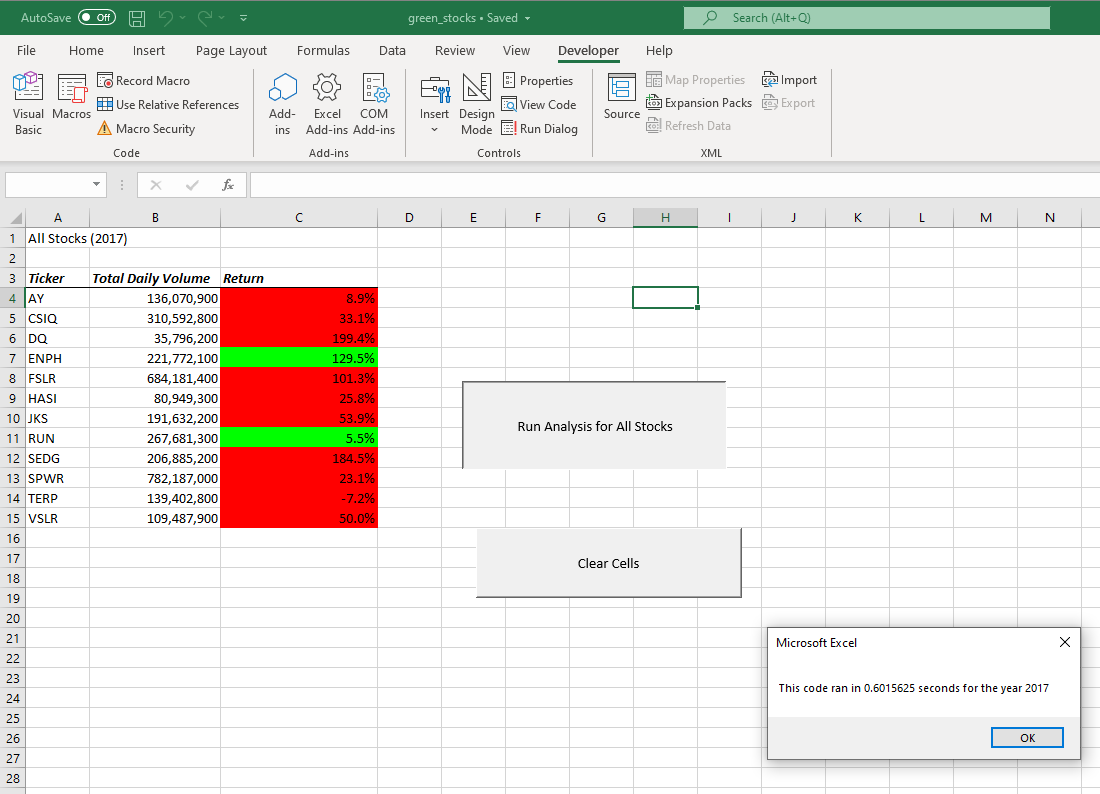 AutoSave Off green_stocks • Saved Search (Alt+Q)
File Home Insert Page Layout Formulas Data Review View Developer Help
Visual Basic Macros Record Macro Use Relative References Macro Security
Add-ins Excel Add-ins COM Add-ins
Insert Design Mode Properties View Code Run Dialog
Source Map Properties Expansion Packs Refresh Data Import Export
Code Add-ins Controls XML
fx
A B C D E F G H I J K L M N
1 All Stocks (2017)
2
3 Ticker Total Daily Volume Return
4 AY 136,070,900 8.9%
5 CSIQ 310,592,800 33.1%
6 DQ 35,796,200 199.4%
7 ENPH 221,772,100 129.5%
8 FSLR 684,181,400 101.3%
9 HASI 80,949,300 25.8%
10 JKS 191,632,200 53.9%
11 RUN 267,681,300 5.5%
12 SEDG 206,885,200 184.5%
13 SPWR 782,187,000 23.1%
14 TERP 139,402,800 -7.2%
15 VSLR 109,487,900 50.0%
16
17
18
19
20
21
22
23
24
25
26
27
28
Run Analysis for All Stocks
Clear Cells
Microsoft Excel
This code ran in 0.6015625 seconds for the year 2017
OK